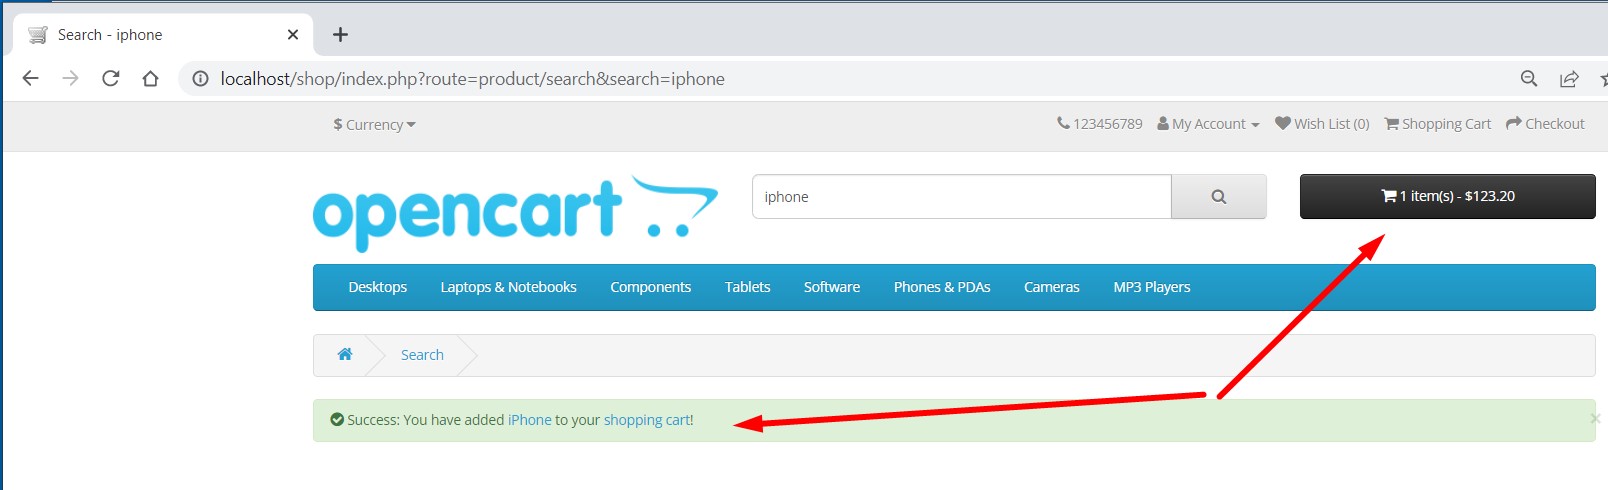 Search - iphone
localhost/shop/index.php?route=product/search&search=iphone
$ Currency 123456789 My Account Wish List (0) Shopping Cart Checkout
opencart iphone 1 item(s) - $123.20
Desktops Laptops & Notebooks Components Tablets Software Phones & PDAs Cameras MP3 Players
Search
Success: You have added iPhone to your shopping cart!